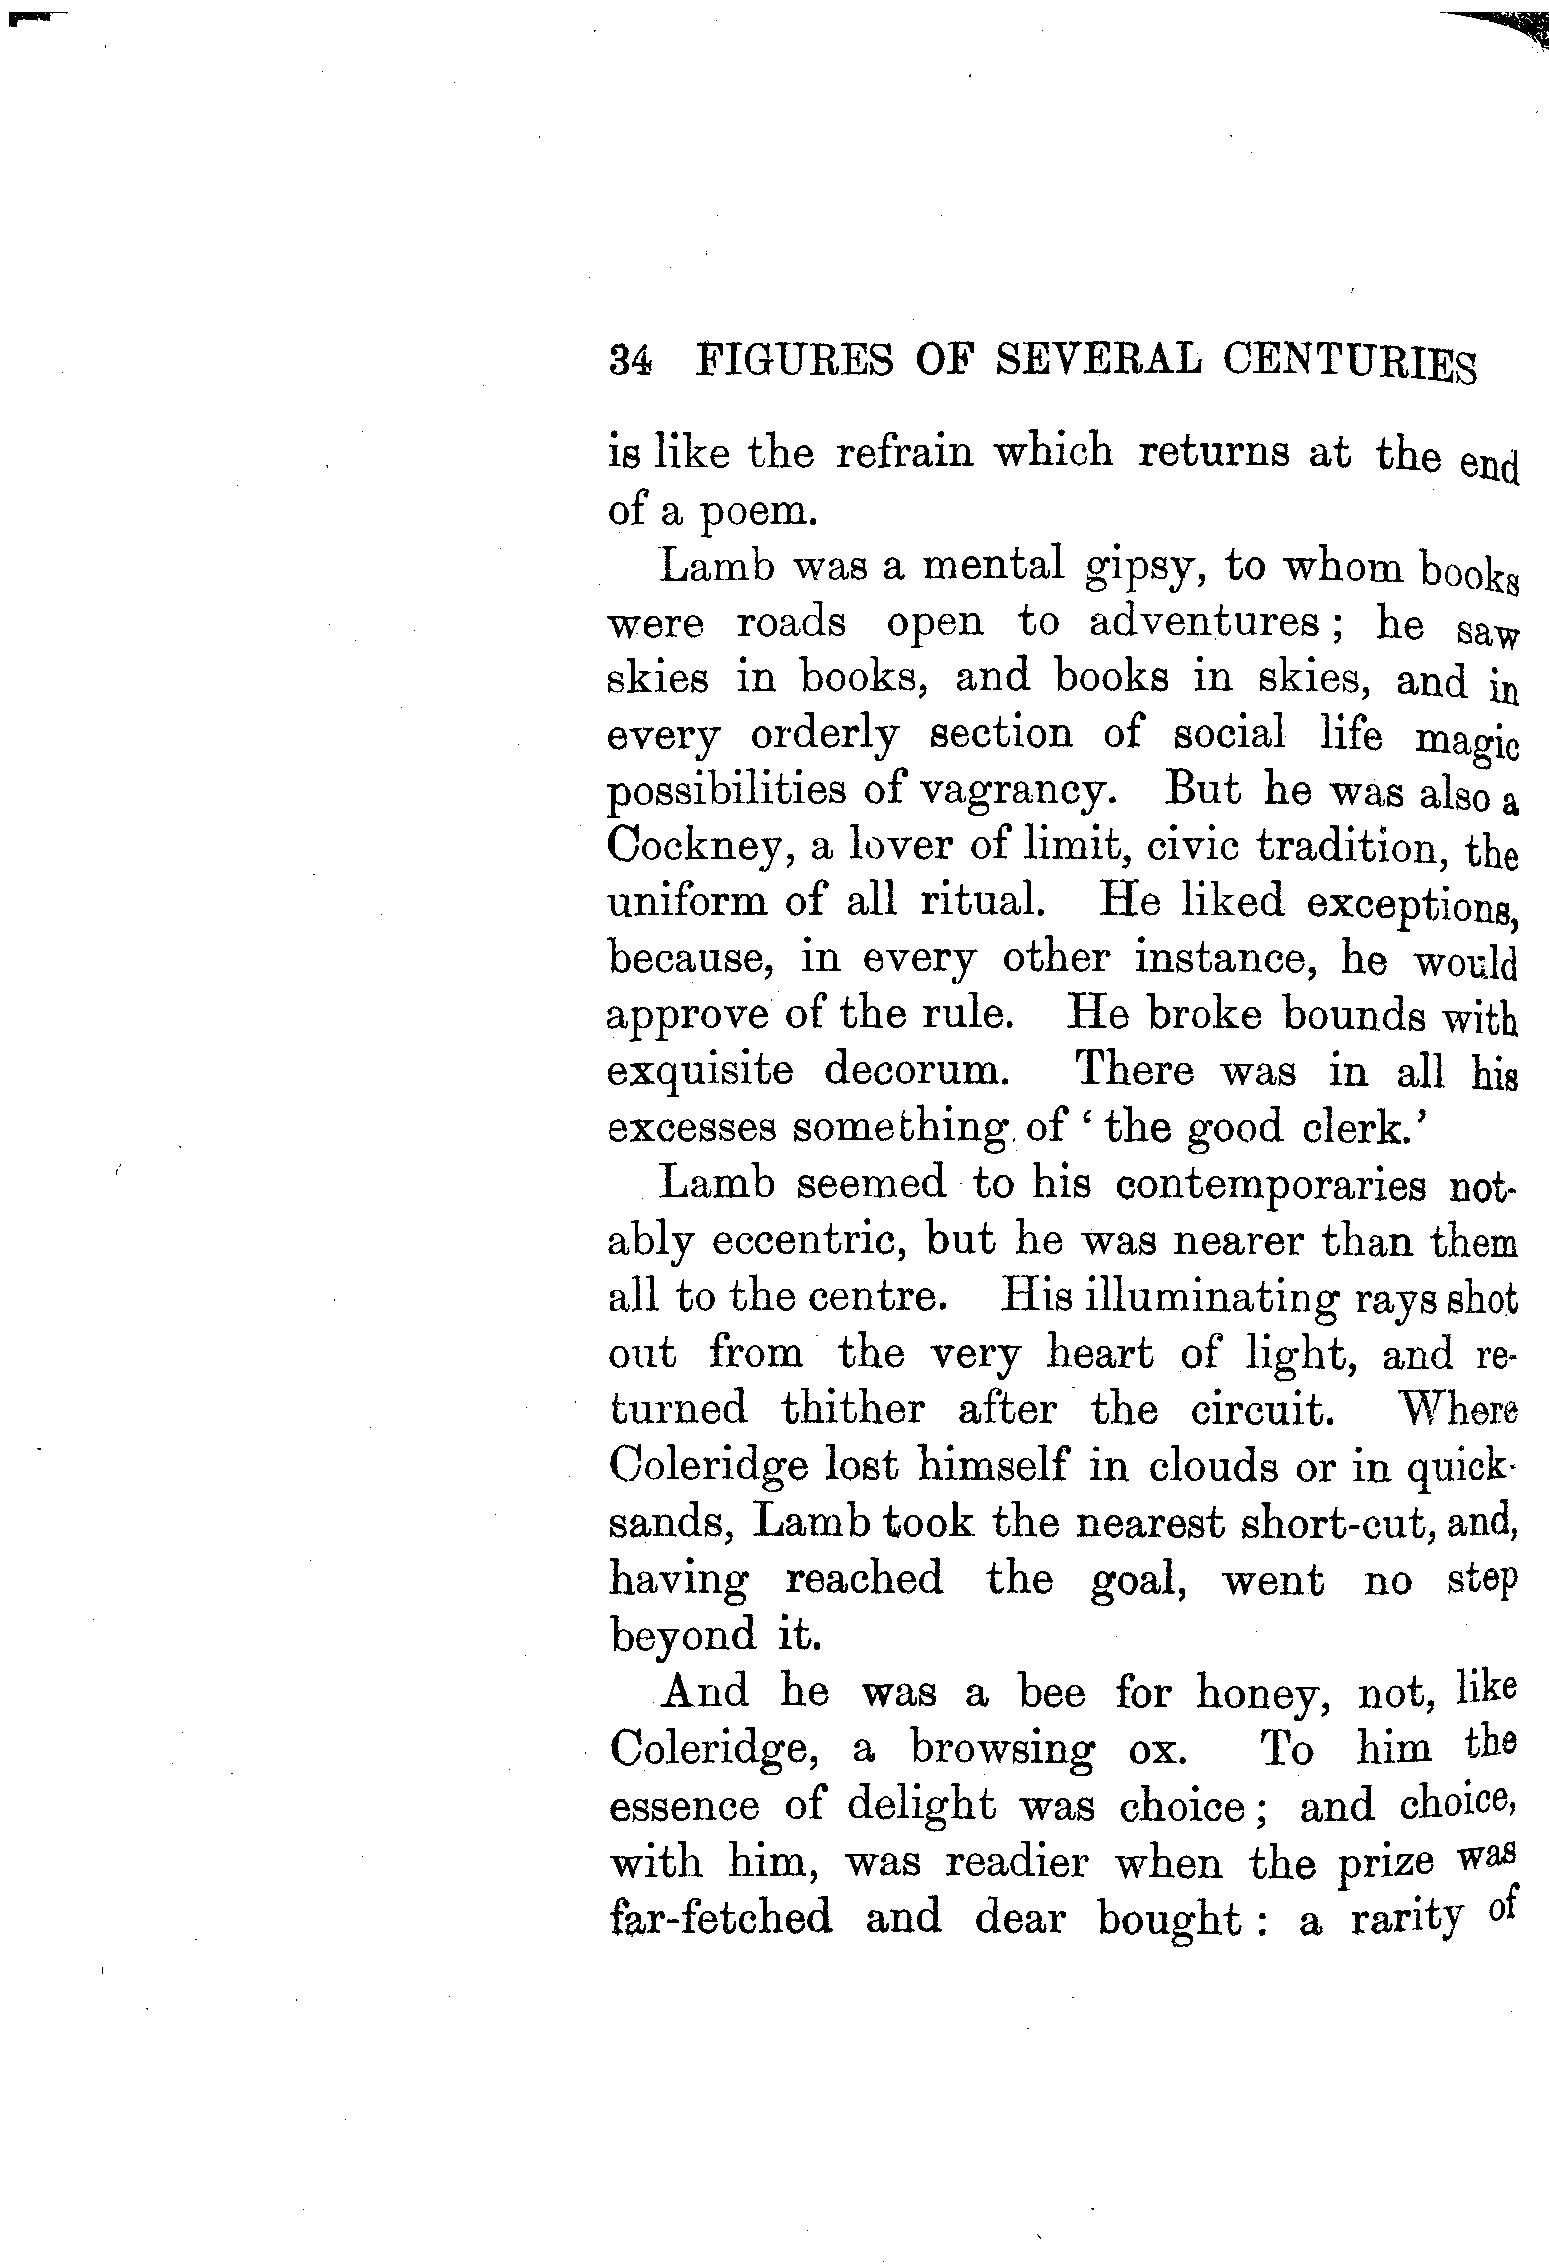 34 FIGURES OF SEVERAL CENTURIES
is like the refrain which returns at the end
of a poem.
Lamb was a mental gipsy, to whom books
were roads open to adventures; he saw
skies in books, and books in skies, and in
every orderly section of social life magic
possibilities of vagrancy. But he was also a
Cockney, a lover of limit, civic tradition, the
uniform of all ritual. He liked exceptions,
because, in every other instance, he would
approve of the rule. He broke bounds with
exquisite decorum. There was in all his
excesses something of ‘the good clerk.’
Lamb seemed to his contemporaries not-
ably eccentric, but he was nearer than them
all to the centre. His illuminating rays shot
out from the very heart of light, and re-
turned thither after the circuit. Where
Coleridge lost himself in clouds or in quick-
sands, Lamb took the nearest short-cut, and,
having reached the goal, went no step
beyond it.
And he was a bee for honey, not, like
Coleridge, a browsing ox. To him the
essence of delight was choice; and choice,
with him, was readier when the prize was
far-fetched and dear bought: a rarity of